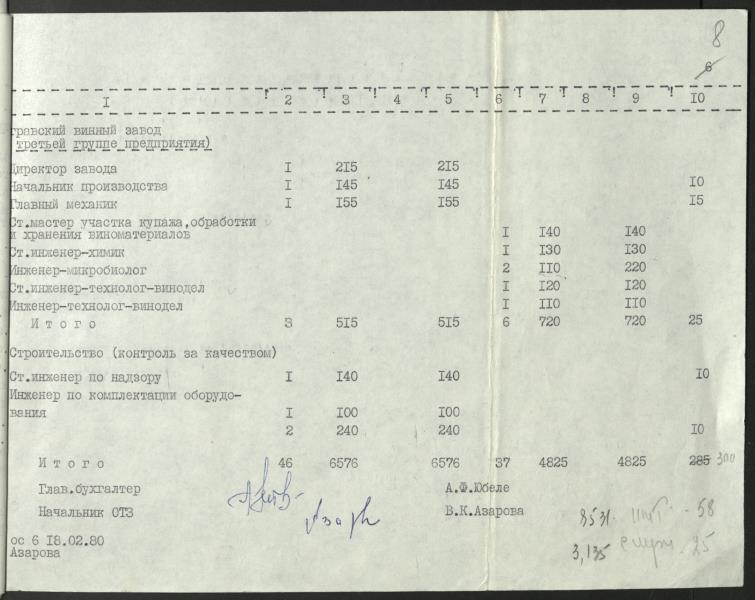 8
6
I ! 2 ! 3 ! 4 ! 5 ! 6 ! 7 ! 8 ! 9 ! I0
гравский винный завод
третьей группе предприятия)
Директор завода I 2I5 2I5
Начальник производства I I45 I45 I0
Главный механик I I55 I55 I5
Ст.мастер участка купажа,обработки
и хранения виноматериалов I I40 I40
Ст.инженер-химик I I30 I30
Инженер-микробиолог 2 II0 220
Ст.инженер-технолог-винодел I I20 I20
Инженер-технолог-винодел I II0 II0
И т о г о 3 5I5 5I5 6 720 720 25
Строительство (контроль за качеством)
Ст.инженер по надзору I I40 I40 I0
Инженер по комплектации оборудо-
вания I I00 I00
2 240 240 I0
И т о г о 46 6576 6576 37 4825 4825 285 300
Глав.бухгалтер А.Ф.Юбеле
Начальник ОТЗ В.К.Азарова
8531 - 58
3,135 25
ос 6 I8.02.80
Азарова